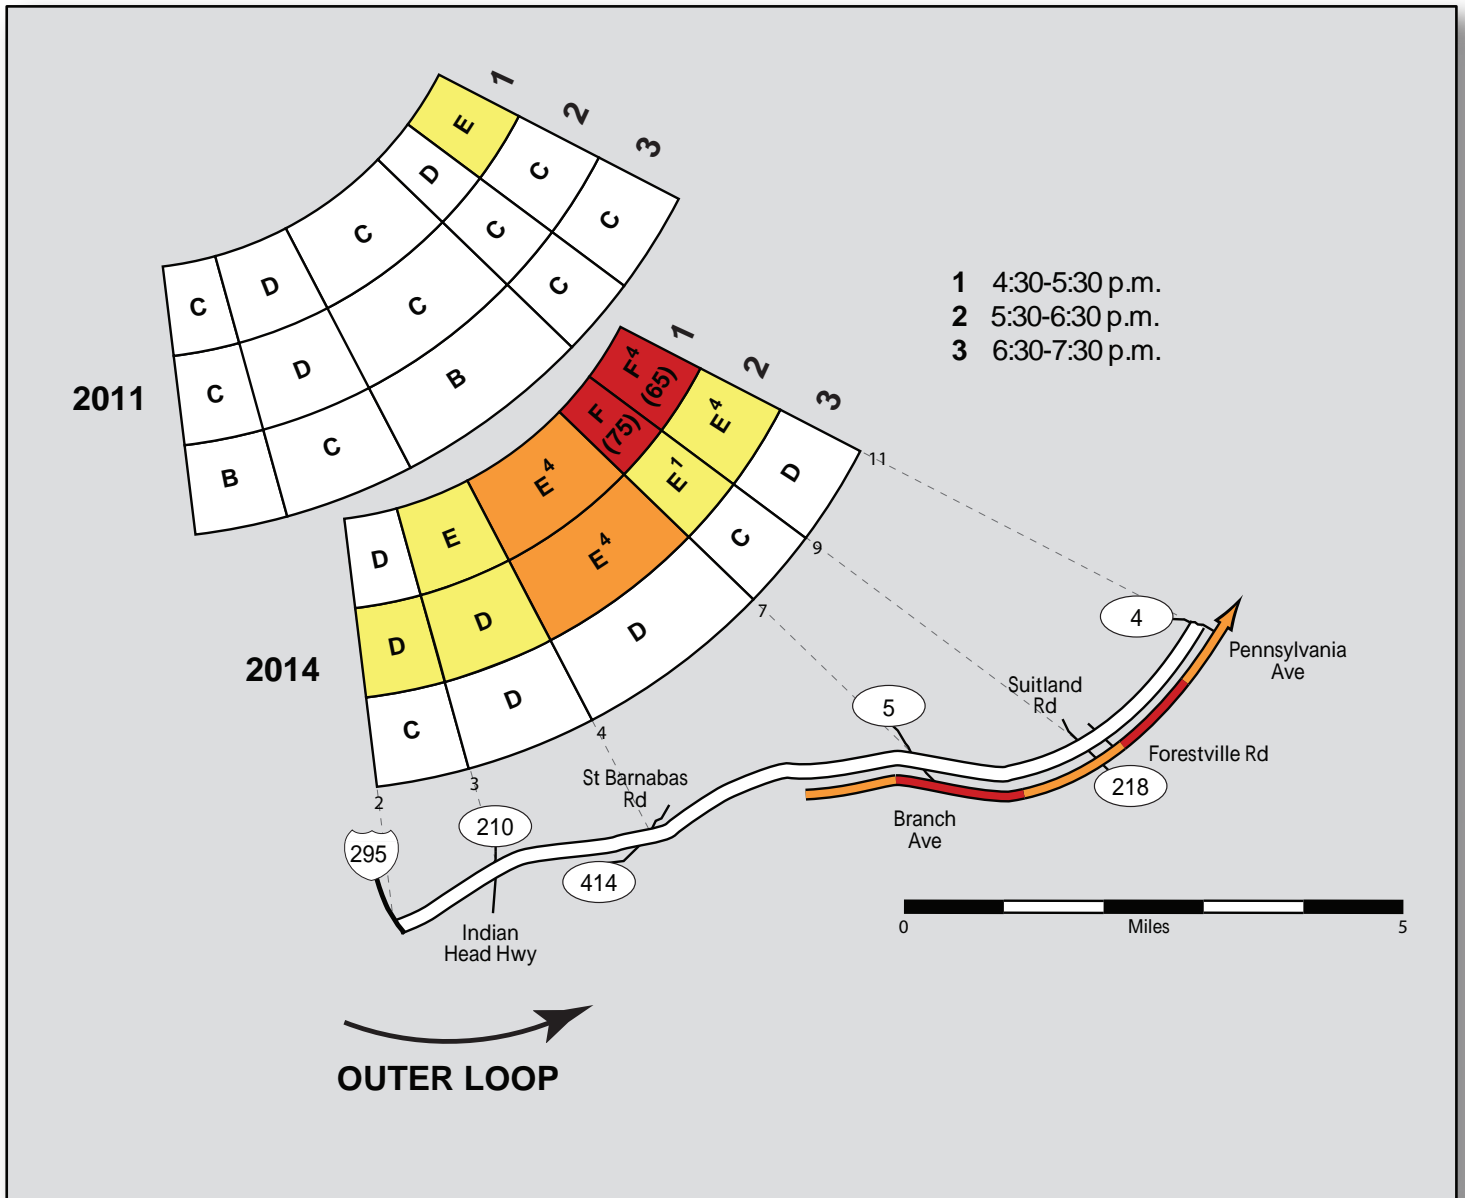 1
2
3
E
C
C
D
C
C
C
C
B
D
D
C
C
C
B
2011
1 4:30-5:30 p.m.
2 5:30-6:30 p.m.
3 6:30-7:30 p.m.
1
2
3
F⁴
(65)
E⁴
D
F
(75)
E¹
C
E⁴
E⁴
D
E
D
D
D
D
C
2014
11
9
7
4
3
2
4
Pennsylvania
Ave
Suitland
Rd
5
Forestville Rd
218
Branch
Ave
St Barnabas
Rd
210
414
295
Indian
Head Hwy
0
Miles
5
OUTER LOOP